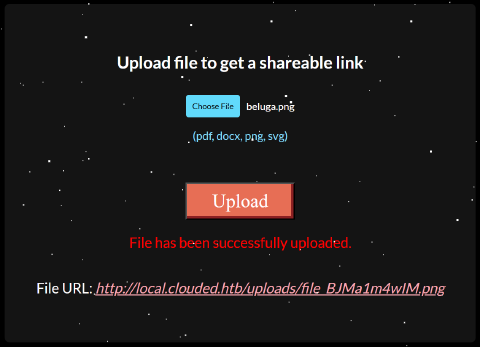 Upload file to get a shareable link
Choose File beluga.png
(pdf, docx, png, svg)
Upload
File has been successfully uploaded.
File URL: http://local.clouded.htb/uploads/file_BJMa1m4wIM.png